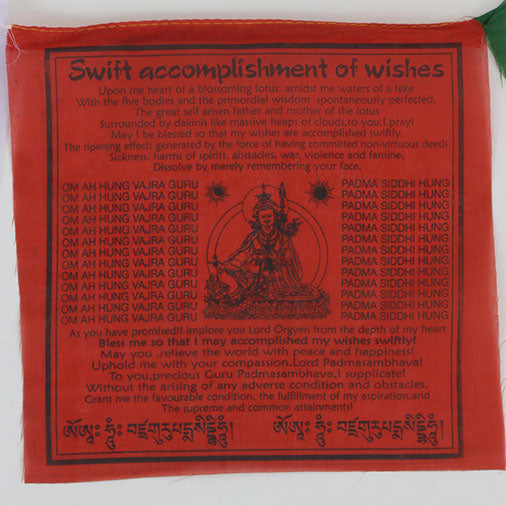 Swift accomplishment of wishes
Upon the heart of a blossoming lotus, amidst the waters of a lake
With the five bodies and the primordial wisdom spontaneously perfected,
The great self arisen father and mother of the lotus
Surrounded by dakinis like massive heaps of clouds,to you,I pray!
May I be blessed so that my wishes are accomplished swiftly,
The ripening effects generated by the force of having committed non-virtuous deeds
Sickness, harms of spirits, abstacles, war, violence and famine,
Dissolve by merely remembering your face.
OM AH HUNG VAJRA GURU PADMA SIDDHI HUNG
OM AH HUNG VAJRA GURU PADMA SIDDHI HUNG
OM AH HUNG VAJRA GURU PADMA SIDDHI HUNG
OM AH HUNG VAJRA GURU PADMA SIDDHI HUNG
OM AH HUNG VAJRA GURU PADMA SIDDHI HUNG
OM AH HUNG VAJRA GURU PADMA SIDDHI HUNG
OM AH HUNG VAJRA GURU PADMA SIDDHI HUNG
OM AH HUNG VAJRA GURU PADMA SIDDHI HUNG
OM AH HUNG VAJRA GURU PADMA SIDDHI HUNG
OM AH HUNG VAJRA GURU PADMA SIDDHI HUNG
OM AH HUNG VAJRA GURU PADMA SIDDHI HUNG
OM AH HUNG VAJRA GURU PADMA SIDDHI HUNG
As you have promised!I implore you Lord Orgyen from the depth of my heart
Bless me so that I may accomplished my wishes swiftly!
May you .relieve the world with peace and happiness!
Uphold me with your compassion,Lord Padmasambhava!
To you,precious Guru Padmasambhava,I supplicate!
Without the arising of any adverse condition and obstacles.
Grant me the favourable condition, the fulfillment of my aspiration,and
The supreme and common attainments!
ཨོཾ་ཨཱཿ་ཧཱུྃ་ བཛྲ་གུ་རུ་པདྨ་སིདྡྷི་ཧཱུྃ། ཨོཾ་ཨཱཿ་ཧཱུྃ་ བཛྲ་གུ་རུ་པདྨ་སིདྡྷི་ཧཱུྃ།